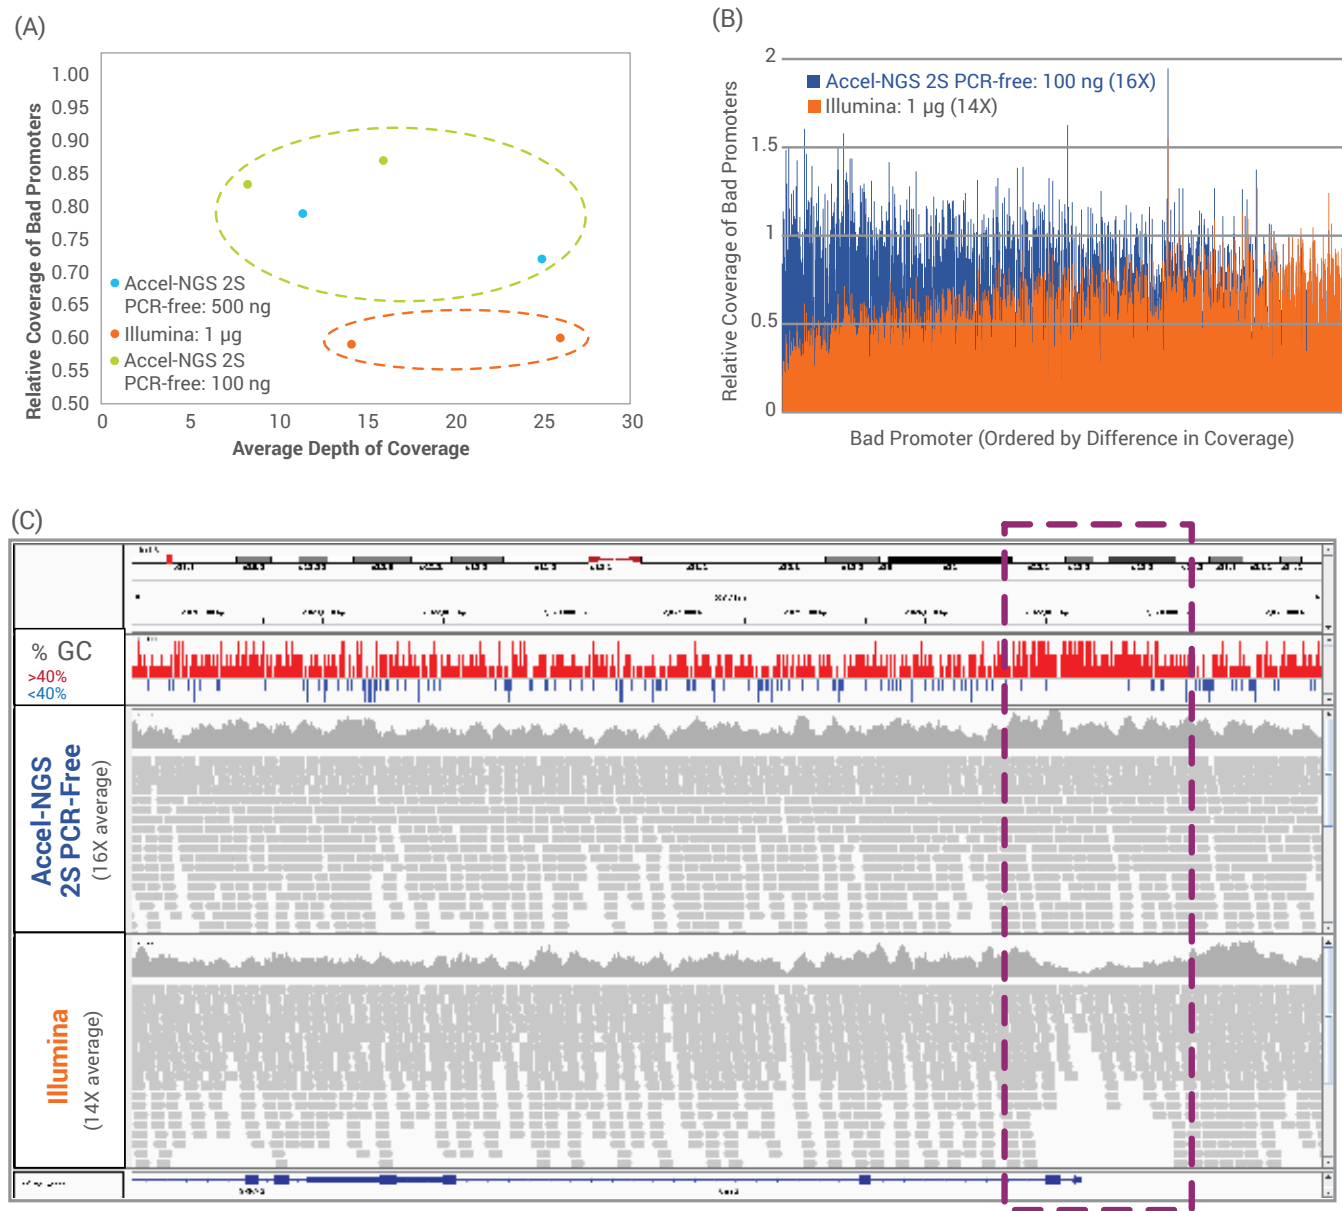 (A)
Relative Coverage of Bad Promoters
1.00
0.95
0.90
0.85
0.80
0.75
0.70
0.65
0.60
0.55
0.50
Accel-NGS 2S
PCR-free: 500 ng
Illumina: 1 µg
Accel-NGS 2S
PCR-free: 100 ng
0 5 10 15 20 25 30
Average Depth of Coverage
(B)
Relative Coverage of Bad Promoters
2
1.5
1
0.5
0
Accel-NGS 2S PCR-free: 100 ng (16X)
Illumina: 1 µg (14X)
Bad Promoter (Ordered by Difference in Coverage)
(C)
% GC
>40%
<40%
Accel-NGS
2S PCR-Free
(16X average)
Illumina
(14X average)